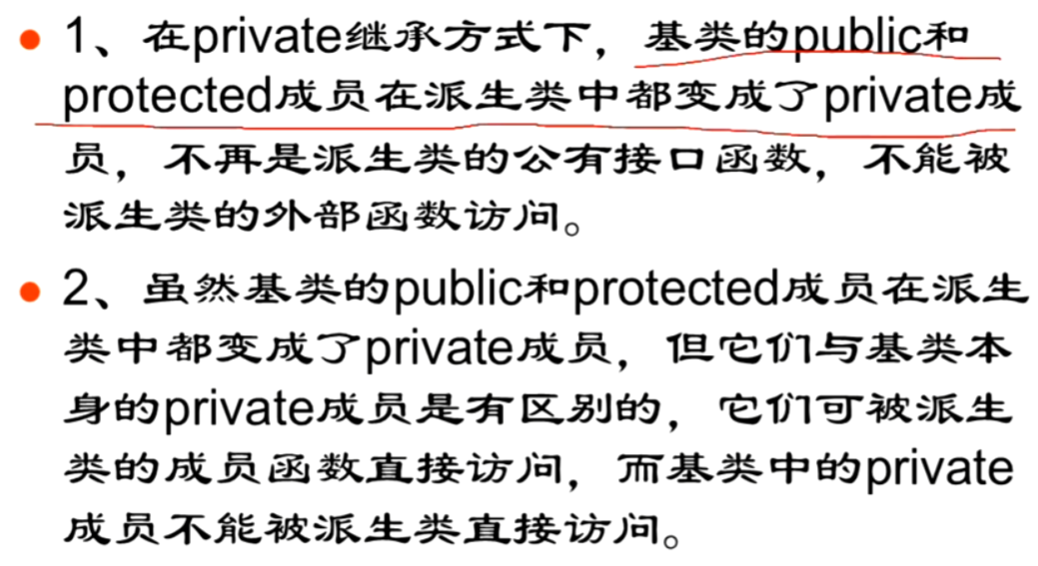 • 1、在private继承方式下，基类的public和
protected成员在派生类中都变成了private成
员，不再是派生类的公有接口函数，不能被
派生类的外部函数访问。
• 2、虽然基类的public和protected成员在派生
类中都变成了private成员，但它们与基类本
身的private成员是有区别的，它们可被派生
类的成员函数直接访问，而基类中的private
成员不能被派生类直接访问。